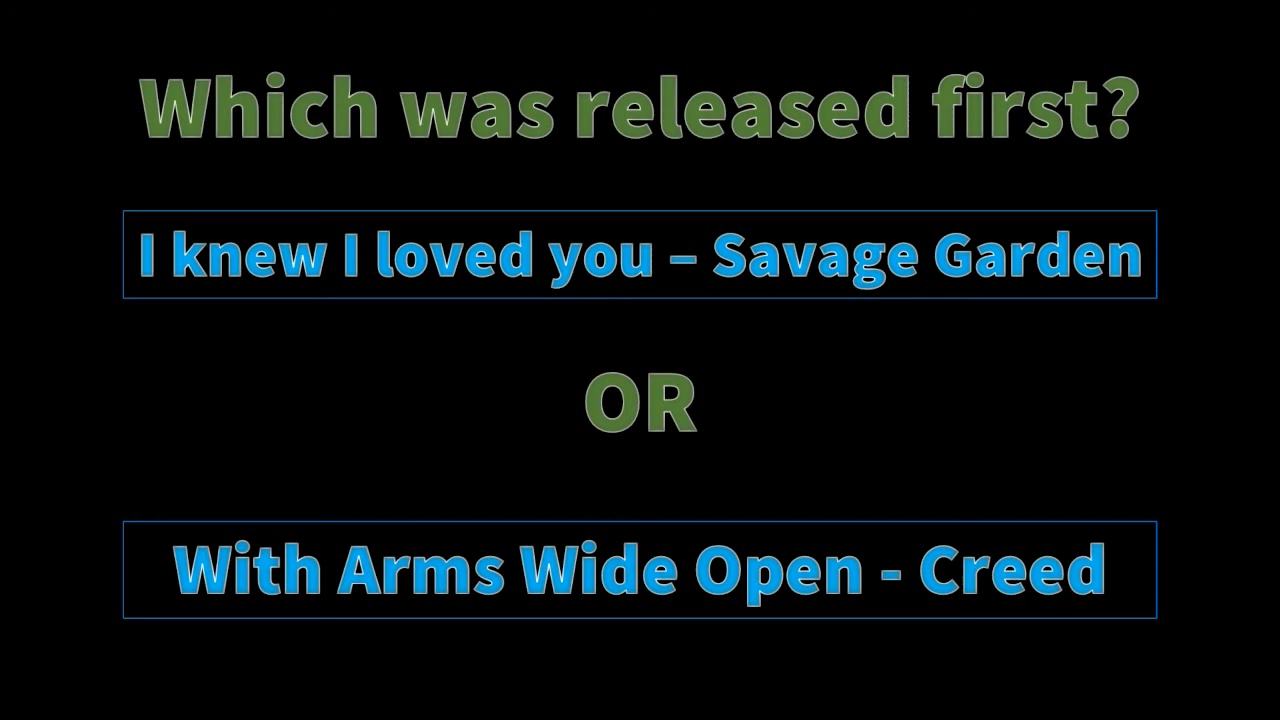 Which was released first?
I knew I loved you – Savage Garden
OR
With Arms Wide Open - Creed